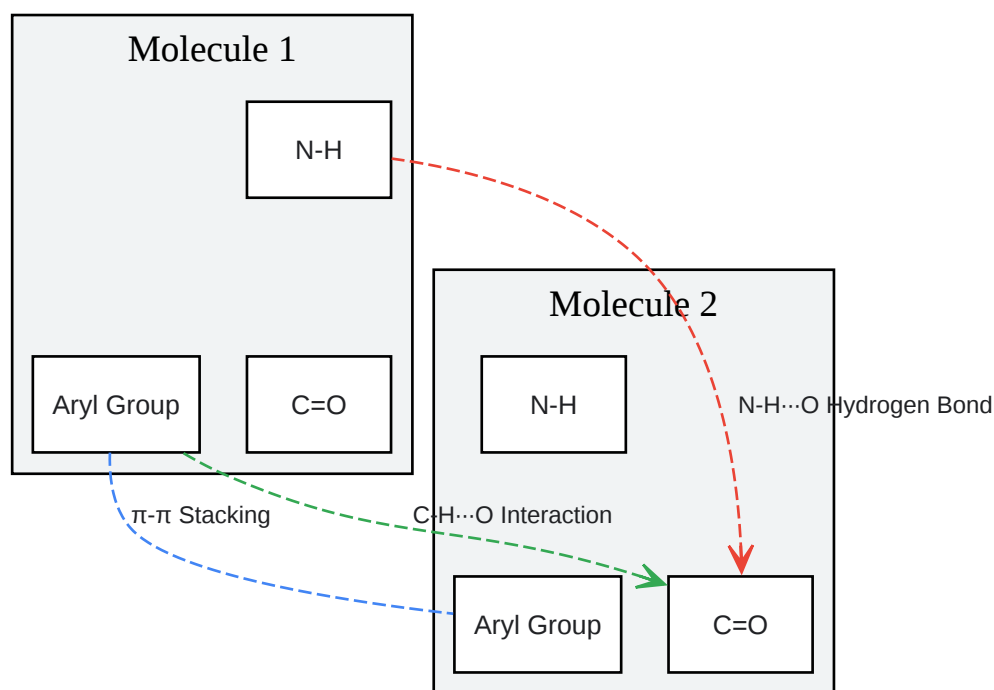 Molecule 1
N-H
Molecule 2
Aryl Group
C=O
N-H
N-H···O Hydrogen Bond
π-π Stacking
C-H···O Interaction
Aryl Group
C=O